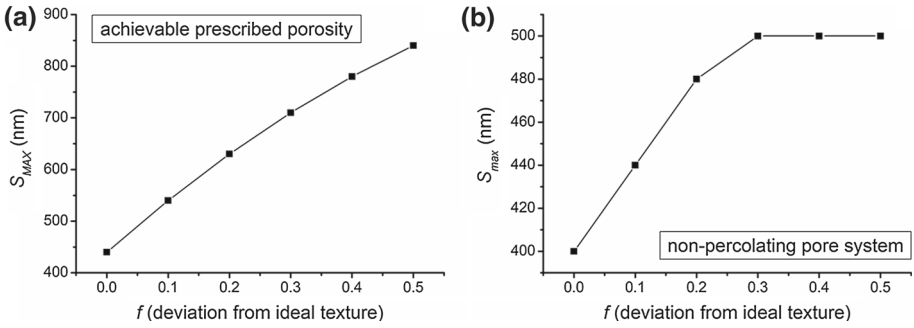 (a)
achievable prescribed porosity
900
800
700
600
500
400
S_MAX (nm)
0.0 0.1 0.2 0.3 0.4 0.5
f (deviation from ideal texture)
(b)
500
480
460
440
420
400
S_max (nm)
non-percolating pore system
0.0 0.1 0.2 0.3 0.4 0.5
f (deviation from ideal texture)